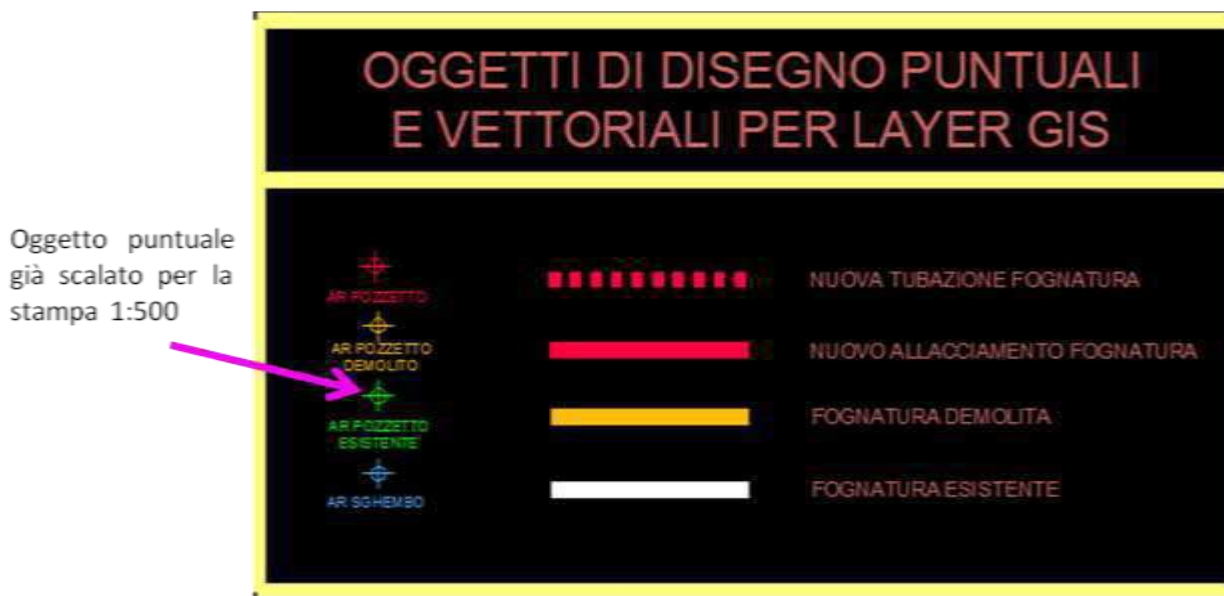 OGGETTI DI DISEGNO PUNTUALI
E VETTORIALI PER LAYER GIS
Oggetto puntuale
già scalato per la
stampa 1:500
AR POZZETTO
NUOVA TUBAZIONE FOGNATURA
AR POZZETTO
DEMOLITO
NUOVO ALLACCIAMENTO FOGNATURA
AR POZZETTO
ESISTENTE
FOGNATURA DEMOLITA
AR SGHEMBO
FOGNATURA ESISTENTE